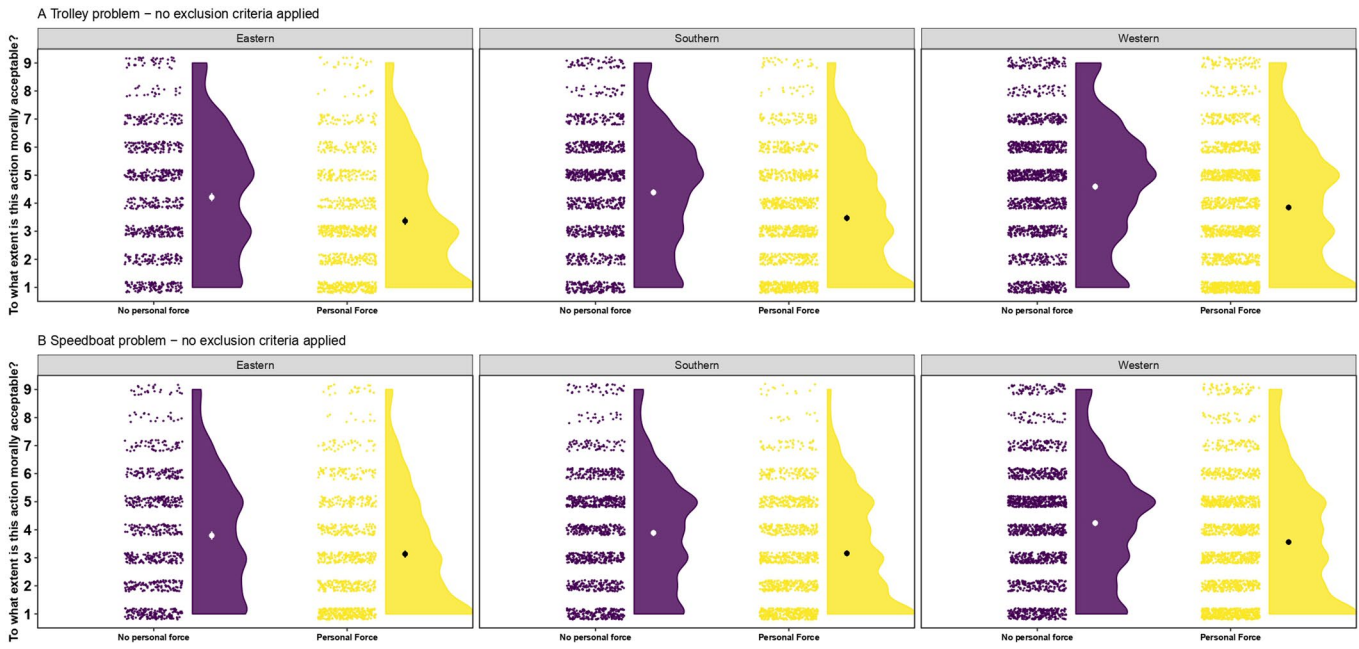 A Trolley problem – no exclusion criteria applied
Eastern
Southern
Western
To what extent is this action morally acceptable?
9
8
7
6
5
4
3
2
1
No personal force
Personal Force
No personal force
Personal Force
No personal force
Personal Force
B Speedboat problem – no exclusion criteria applied
Eastern
Southern
Western
To what extent is this action morally acceptable?
9
8
7
6
5
4
3
2
1
No personal force
Personal Force
No personal force
Personal Force
No personal force
Personal Force